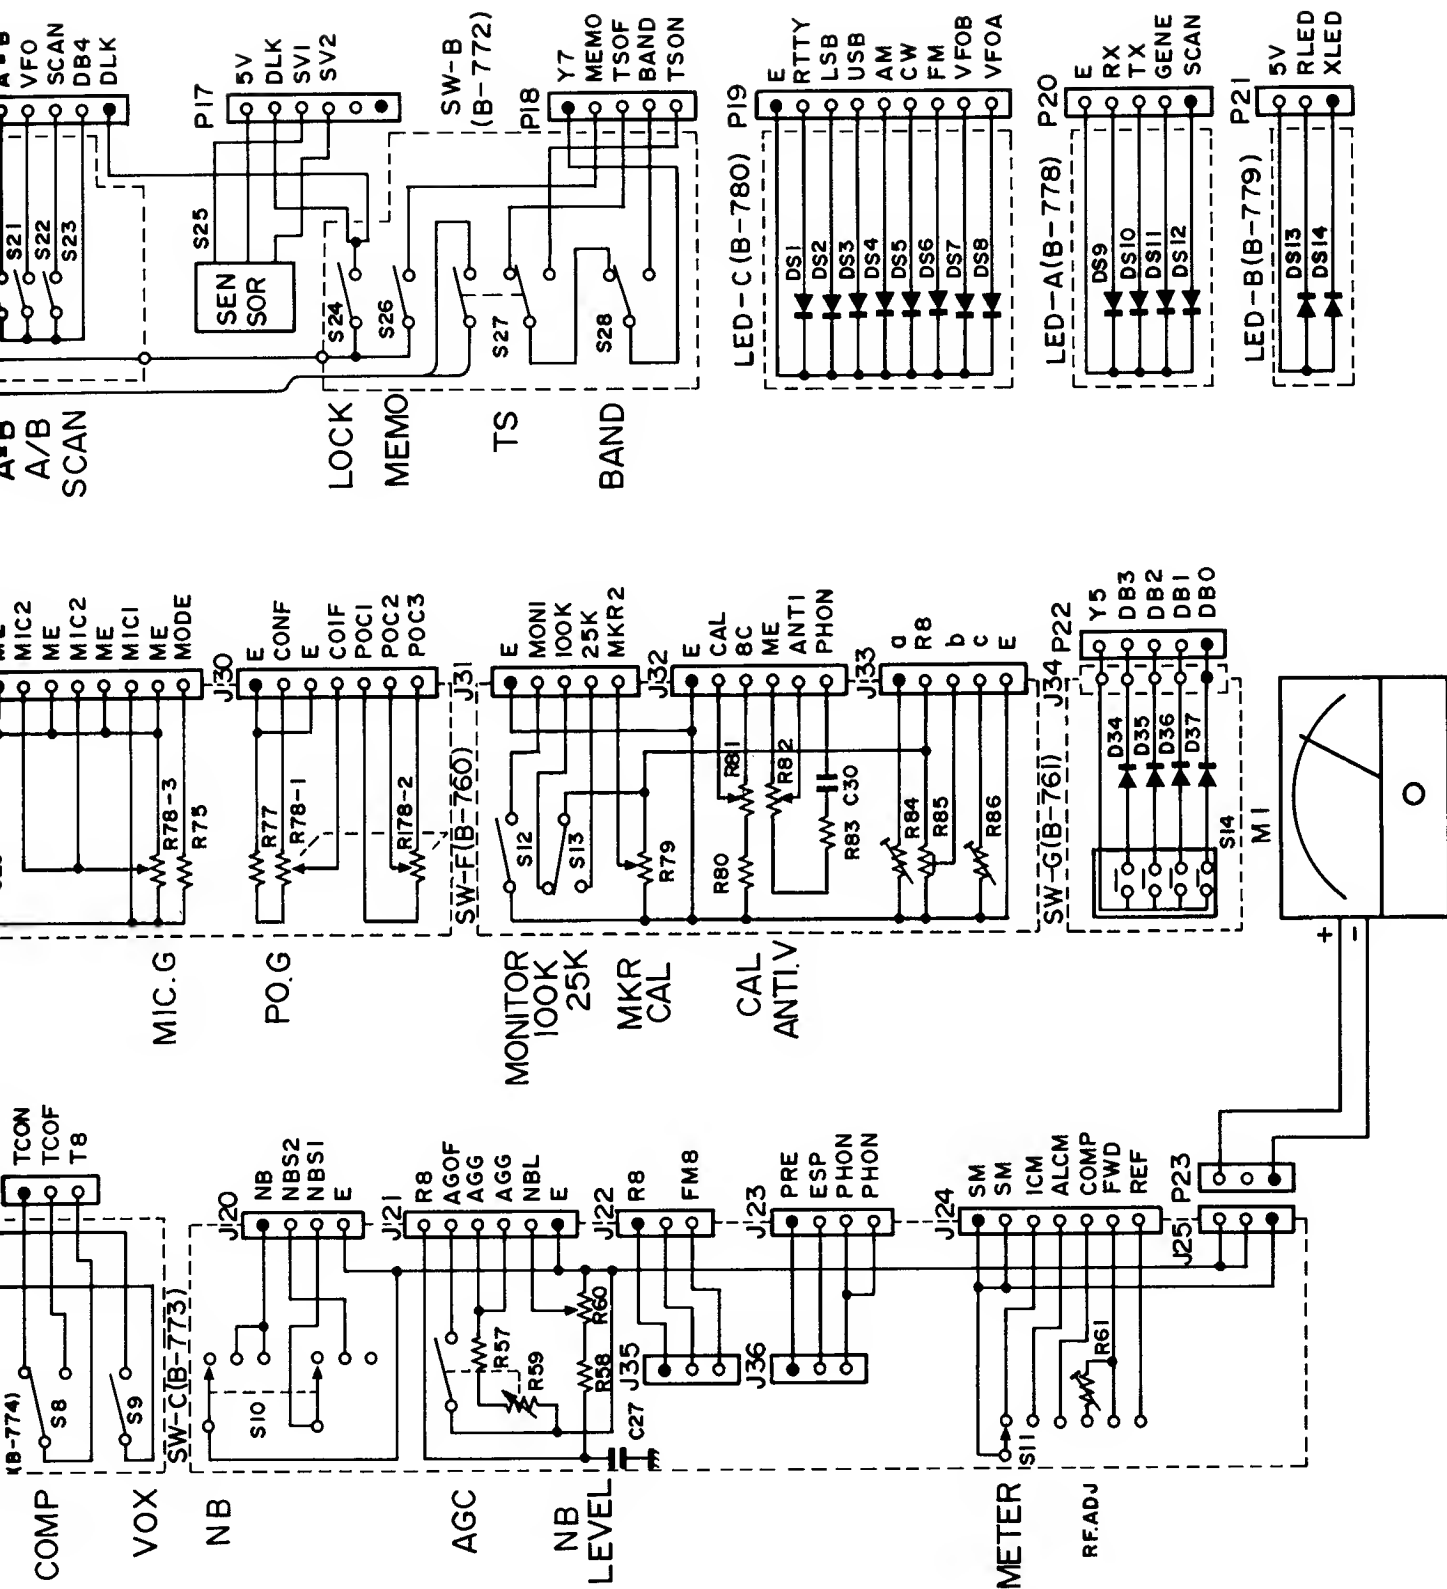 A=B
VFO
SCAN
DB4
DLK
P17
5V
DLK
SV1
SV2
SW-B
(B-772)
P18
Y7
MEMO
TSOF
BAND
TSON
P19
E
RTTY
LSB
USB
AM
CW
FM
VFOB
VFOA
P20
E
RX
TX
GENE
SCAN
P21
5V
RLED
XLED
S21
S22
S23
S25
SEN
SOR
S24
S26
S27
S28
LED-C(B-780)
DS1
DS2
DS3
DS4
DS5
DS6
DS7
DS8
LED-A(B-778)
DS9
DS10
DS11
DS12
LED-B(B-779)
DS13
DS14
A=B
A/B
SCAN
LOCK
MEMO
TS
BAND
ME
MIC2
ME
MIC2
ME
MIC1
ME
MODE
J30
E
CONF
E
COIF
POC1
POC2
POC3
J31
E
MONI
100K
25K
MKR2
J32
E
CAL
8C
ME
ANTI
PHON
J33
a
R8
b
c
E
J34
P22
Y5
DB3
DB2
DB1
DB0
R78-3
R75
R77
R78-1
R178-2
SW-F(B-760)
S12
S13
R79
R80
R81
R82
R83
C30
R84
R85
R86
SW-G(B-761)
D34
D35
D36
D37
S14
M1
+
-
MIC.G
PO.G
MONITOR
100K
25K
MKR
CAL
CAL
ANTI.V
TCON
TCOF
T8
J20
NB
NBS2
NBS1
E
J21
R8
AGOF
AGG
AGG
NBL
E
J22
R8
FM8
J23
PRE
ESP
PHON
PHON
J24
SM
SM
ICM
ALCM
COMP
FWD
REF
P23
J25
(B-774)
S8
S9
SW-C(B-773)
S10
R57
R59
R60
R58
C27
J35
J36
R61
S11
COMP
VOX
NB
AGC
NB
LEVEL
METER
RF.ADJ